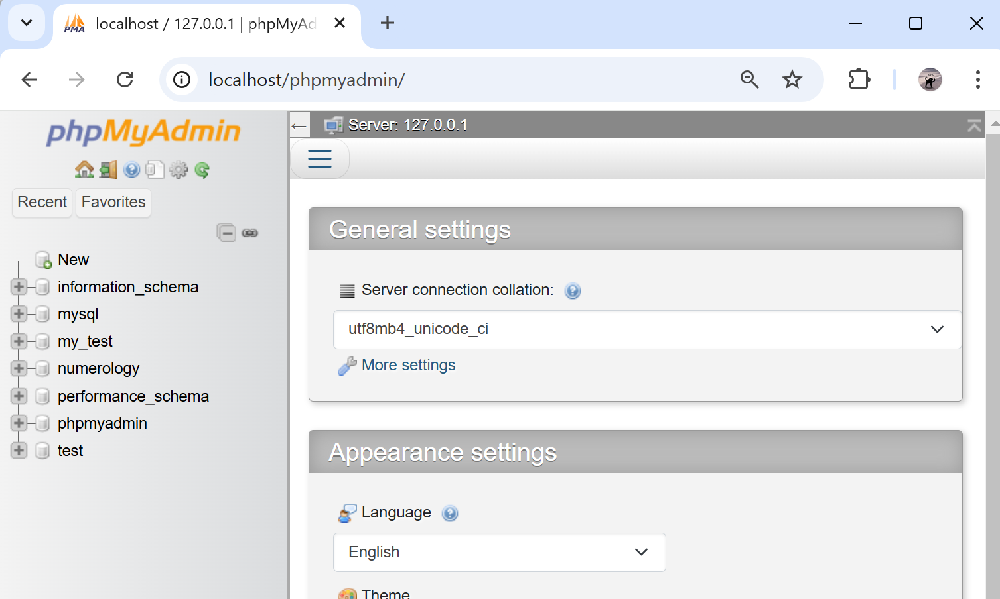 localhost / 127.0.0.1 | phpMyAd
localhost/phpmyadmin/
phpMyAdmin
Server: 127.0.0.1
Recent Favorites
New
information_schema
mysql
my_test
numerology
performance_schema
phpmyadmin
test
General settings
Server connection collation:
utf8mb4_unicode_ci
More settings
Appearance settings
Language
English
Theme